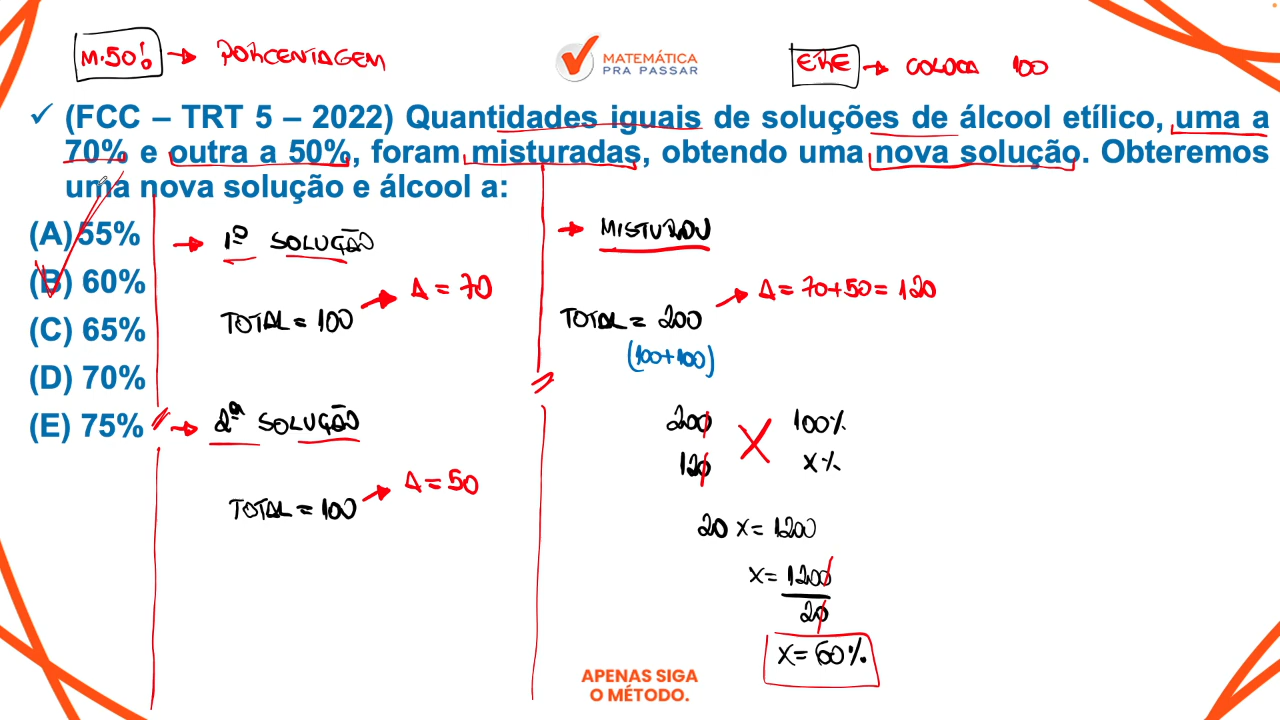 M.50! → PORCENTAGEM
MATEMÁTICA
PRA PASSAR
EKE → COLOCA 100
✓ (FCC – TRT 5 – 2022) Quantidades iguais de soluções de álcool etílico, uma a
70% e outra a 50%, foram misturadas, obtendo uma nova solução. Obteremos
uma nova solução e álcool a:
(A) 55%
(B) 60%
(C) 65%
(D) 70%
(E) 75%
→ 1ª SOLUÇÃO
TOTAL = 100 → A = 70
→ 2ª SOLUÇÃO
TOTAL = 100 → A = 50
→ MISTUROU
TOTAL = 200 → A = 70+50 = 120
(100+100)
200 100%
120 X%
20 X = 1200
X = 1200
20
X = 60%
APENAS SIGA
O MÉTODO.